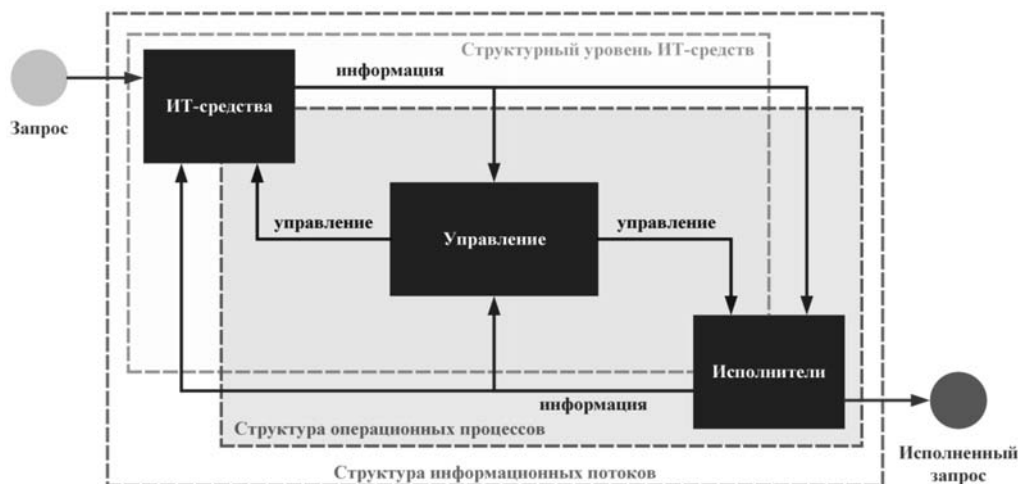 Структурный уровень ИТ-средств
информация
ИТ-средства
Запрос
управление
Управление
управление
Исполнители
информация
Структура операционных процессов
Структура информационных потоков
Исполненный
запрос